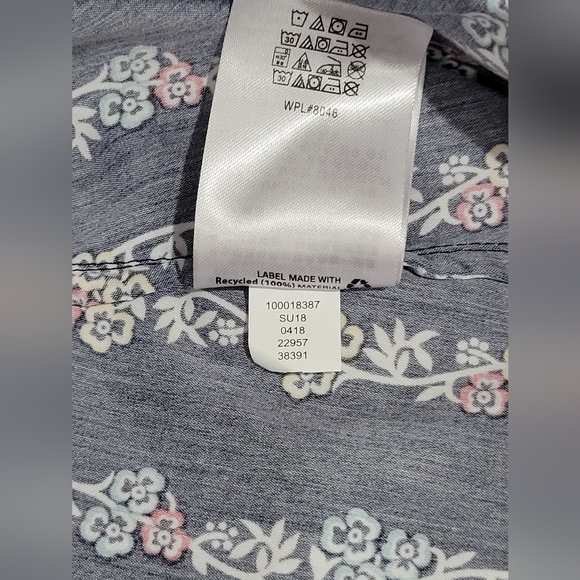 WPL#8046
LABEL MADE WITH
Recycled (100%) MATERIAL
100018387
SU18
0418
22957
38391